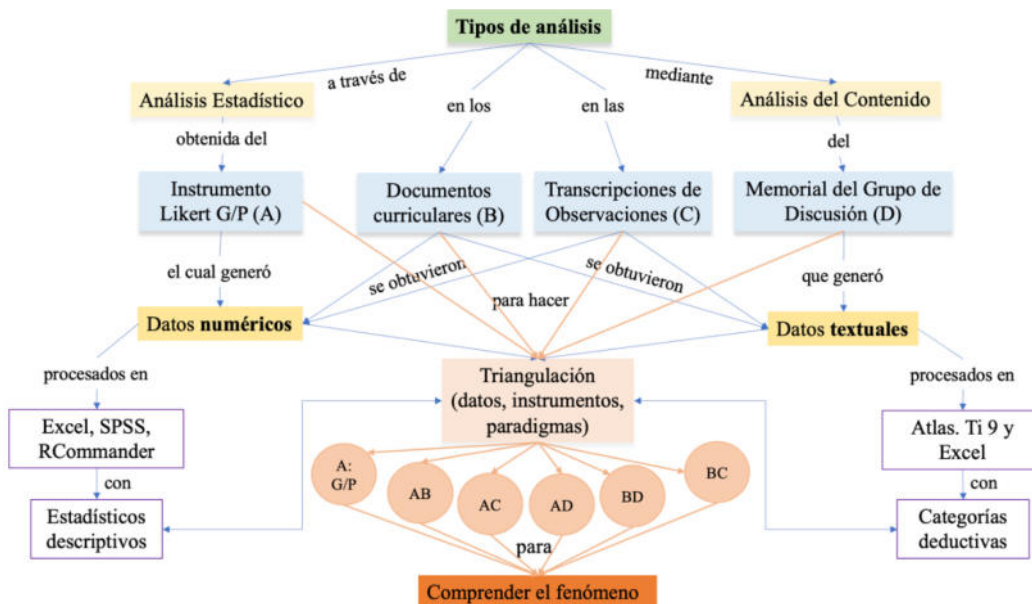 Tipos de análisis
a través de
mediante
Análisis Estadístico
en los
en las
Análisis del Contenido
obtenida del
del
Instrumento
Likert G/P (A)
Documentos
curriculares (B)
Transcripciones de
Observaciones (C)
Memorial del Grupo de
Discusión (D)
el cual generó
se obtuvieron
se obtuvieron
que generó
para hacer
Datos numéricos
Datos textuales
procesados en
procesados en
Triangulación
(datos, instrumentos,
paradigmas)
Excel, SPSS,
RCommander
Atlas. Ti 9 y
Excel
A:
G/P
AB
AC
AD
BD
BC
con
con
Estadísticos
descriptivos
Categorías
deductivas
para
Comprender el fenómeno